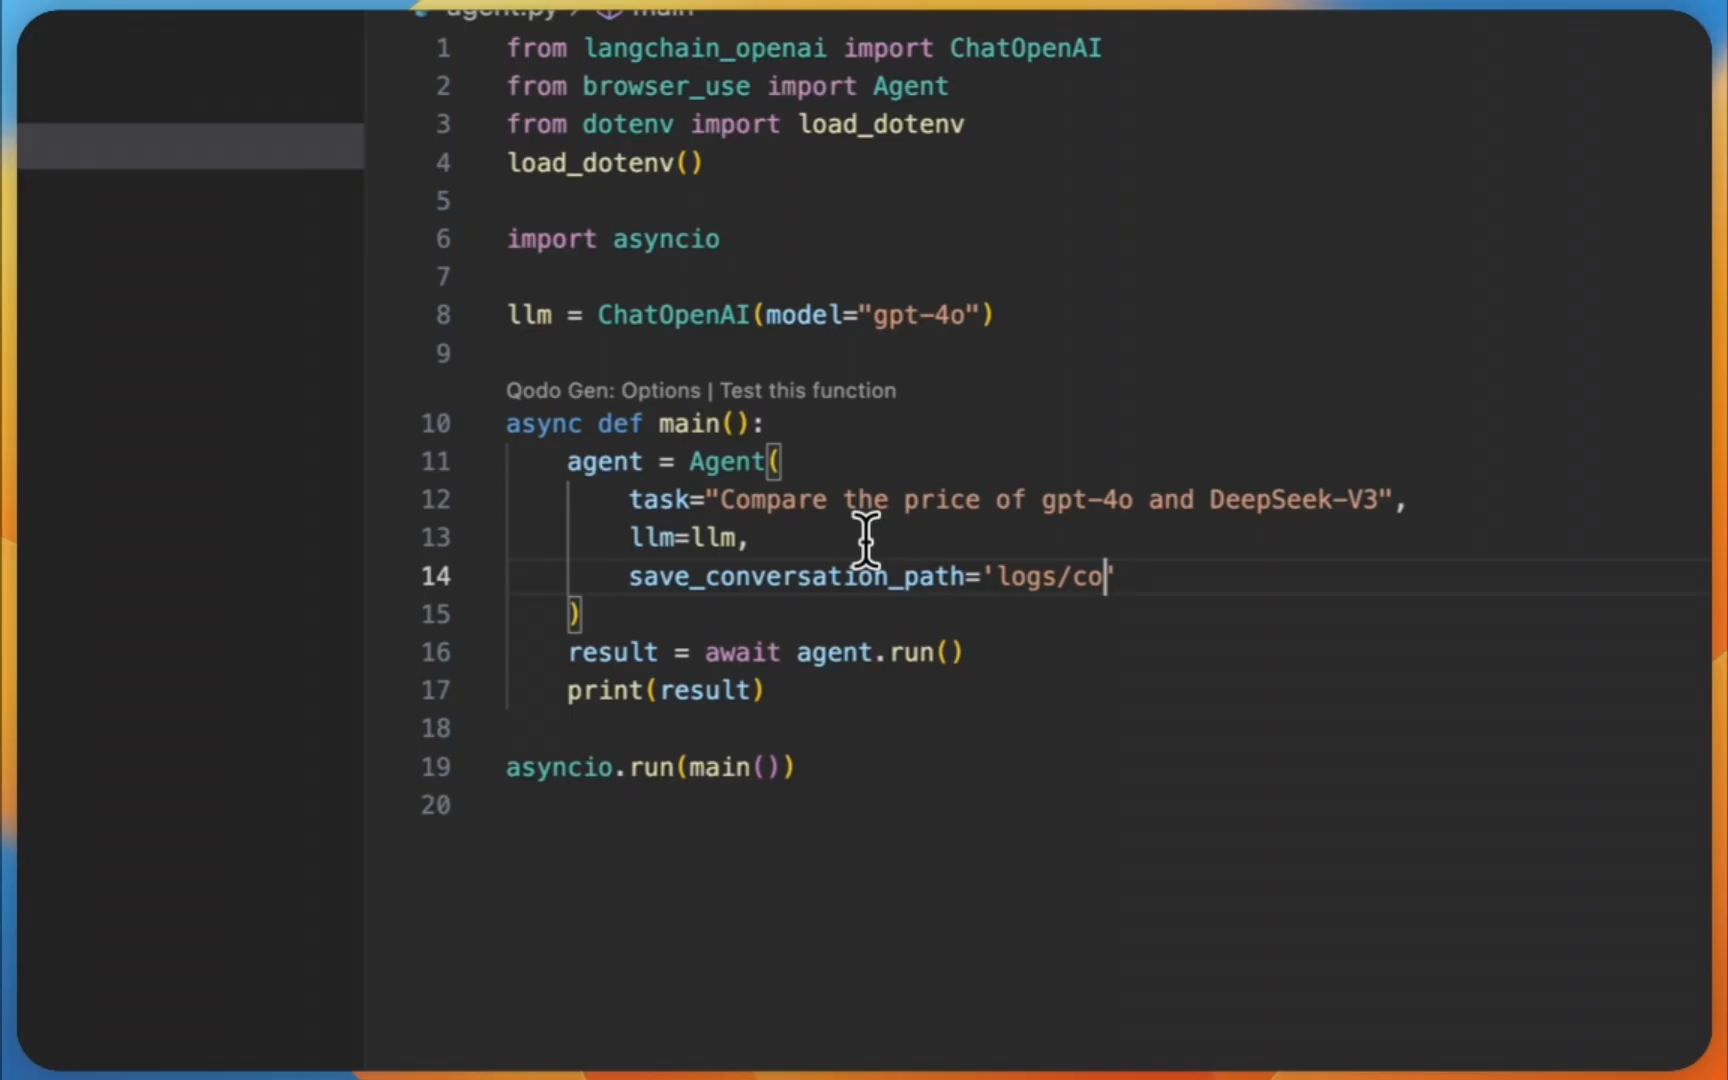 agent.py > main
1 from langchain_openai import ChatOpenAI
2 from browser_use import Agent
3 from dotenv import load_dotenv
4 load_dotenv()
5
6 import asyncio
7
8 llm = ChatOpenAI(model="gpt-4o")
9
Qodo Gen: Options | Test this function
10 async def main():
11     agent = Agent(
12         task="Compare the price of gpt-4o and DeepSeek-V3",
13         llm=llm,
14         save_conversation_path='logs/co'
15     )
16     result = await agent.run()
17     print(result)
18
19 asyncio.run(main())
20